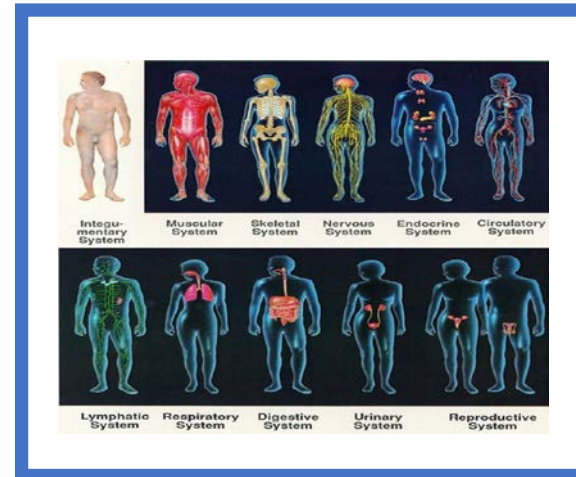 Integu-
mentary
System
Muscular
System
Skeletal
System
Nervous
System
Endocrine
System
Circulatory
System
Lymphatic
System
Respiratory
System
Digestive
System
Urinary
System
Reproductive
System